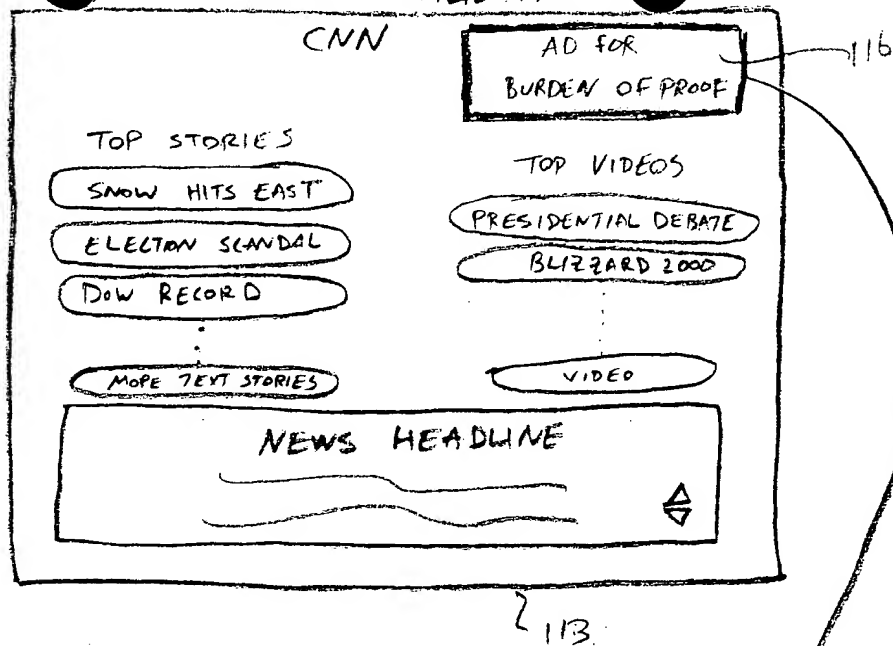 CNN
AD FOR
BURDEN OF PROOF
116
TOP STORIES
SNOW HITS EAST
ELECTION SCANDAL
DOW RECORD
MORE TEXT STORIES
TOP VIDEOS
PRESIDENTIAL DEBATE
BLIZZARD 2000
VIDEO
NEWS HEADLINE
113